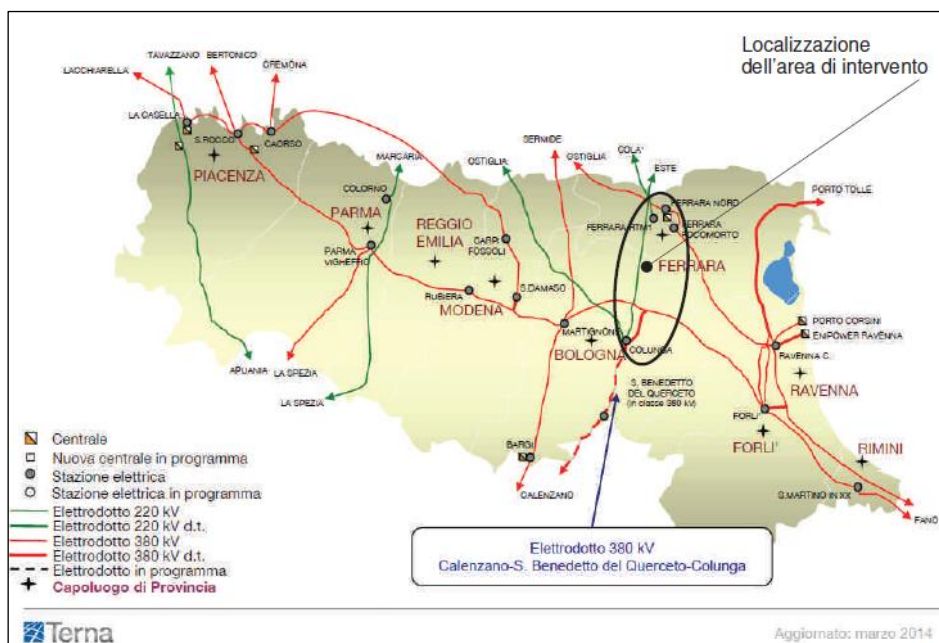 Localizzazione
dell'area di intervento
TAVAZZANO
BERTONICO
CREMONA
LACCHIARELLA
LA CASELLA
S.ROCCO
CAORSO
PIACENZA
MARCARIA
OSTIGLIA
SERMIDE
OSTIGLIA
COLA'
ESTE
PORTO TOLLE
COLORNO
PARMA
REGGIO
EMILIA
CARPI
FOSSOLI
FERRARA NORD
FERRARA RTM1
FERRARA
FOCOMORTO
FERRARA
PARMA
VIGHEFFIO
RUBIERA
S.DAMASO
MODENA
MARTIGNONE
BOLOGNA
COLUNGA
PORTO CORSINI
ENIPOWER RAVENNA
RAVENNA C.
RAVENNA
APUANIA
LA SPEZIA
LA SPEZIA
S. BENEDETTO
DEL QUERCETO
(in classe 380 kV)
FORLI'
FORLI'
RIMINI
BARGI
CALENZANO
S.MARTINO IN XX
FANO
Centrale
Nuova centrale in programma
Stazione elettrica
Stazione elettrica in programma
Elettrodotto 220 kV
Elettrodotto 220 kV d.t.
Elettrodotto 380 kV
Elettrodotto 380 kV d.t.
Elettrodotto in programma
Capoluogo di Provincia
Elettrodotto 380 kV
Calenzano-S. Benedetto del Querceto-Colunga
Terna
Aggiornato: marzo 2014